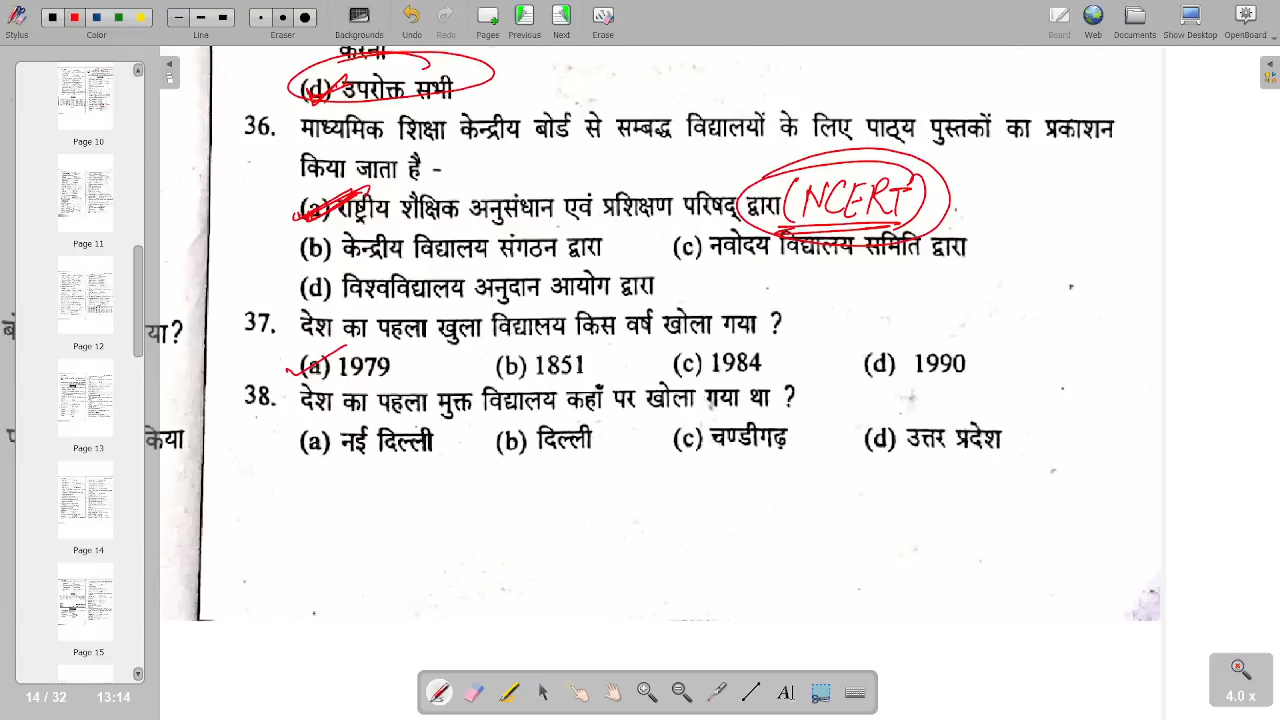 Stylus
Color
Line
Eraser
Backgrounds
Undo
Redo
Pages
Previous
Next
Erase
Board
Web
Documents
Show Desktop
OpenBoard
Page 10
Page 11
Page 12
Page 13
Page 14
Page 15
14 / 32 13:14
या?
किया
करना
(d) उपरोक्त सभी
36. माध्यमिक शिक्षा केन्द्रीय बोर्ड से सम्बद्ध विद्यालयों के लिए पाठ्य पुस्तकों का प्रकाशन
किया जाता है -
(a) राष्ट्रीय शैक्षिक अनुसंधान एवं प्रशिक्षण परिषद् द्वारा (NCERT)
(b) केन्द्रीय विद्यालय संगठन द्वारा (c) नवोदय विद्यालय समिति द्वारा
(d) विश्वविद्यालय अनुदान आयोग द्वारा
37. देश का पहला खुला विद्यालय किस वर्ष खोला गया ?
(a) 1979 (b) 1851 (c) 1984 (d) 1990
38. देश का पहला मुक्त विद्यालय कहाँ पर खोला गया था ?
(a) नई दिल्ली (b) दिल्ली (c) चण्डीगढ़ (d) उत्तर प्रदेश
4.0 x